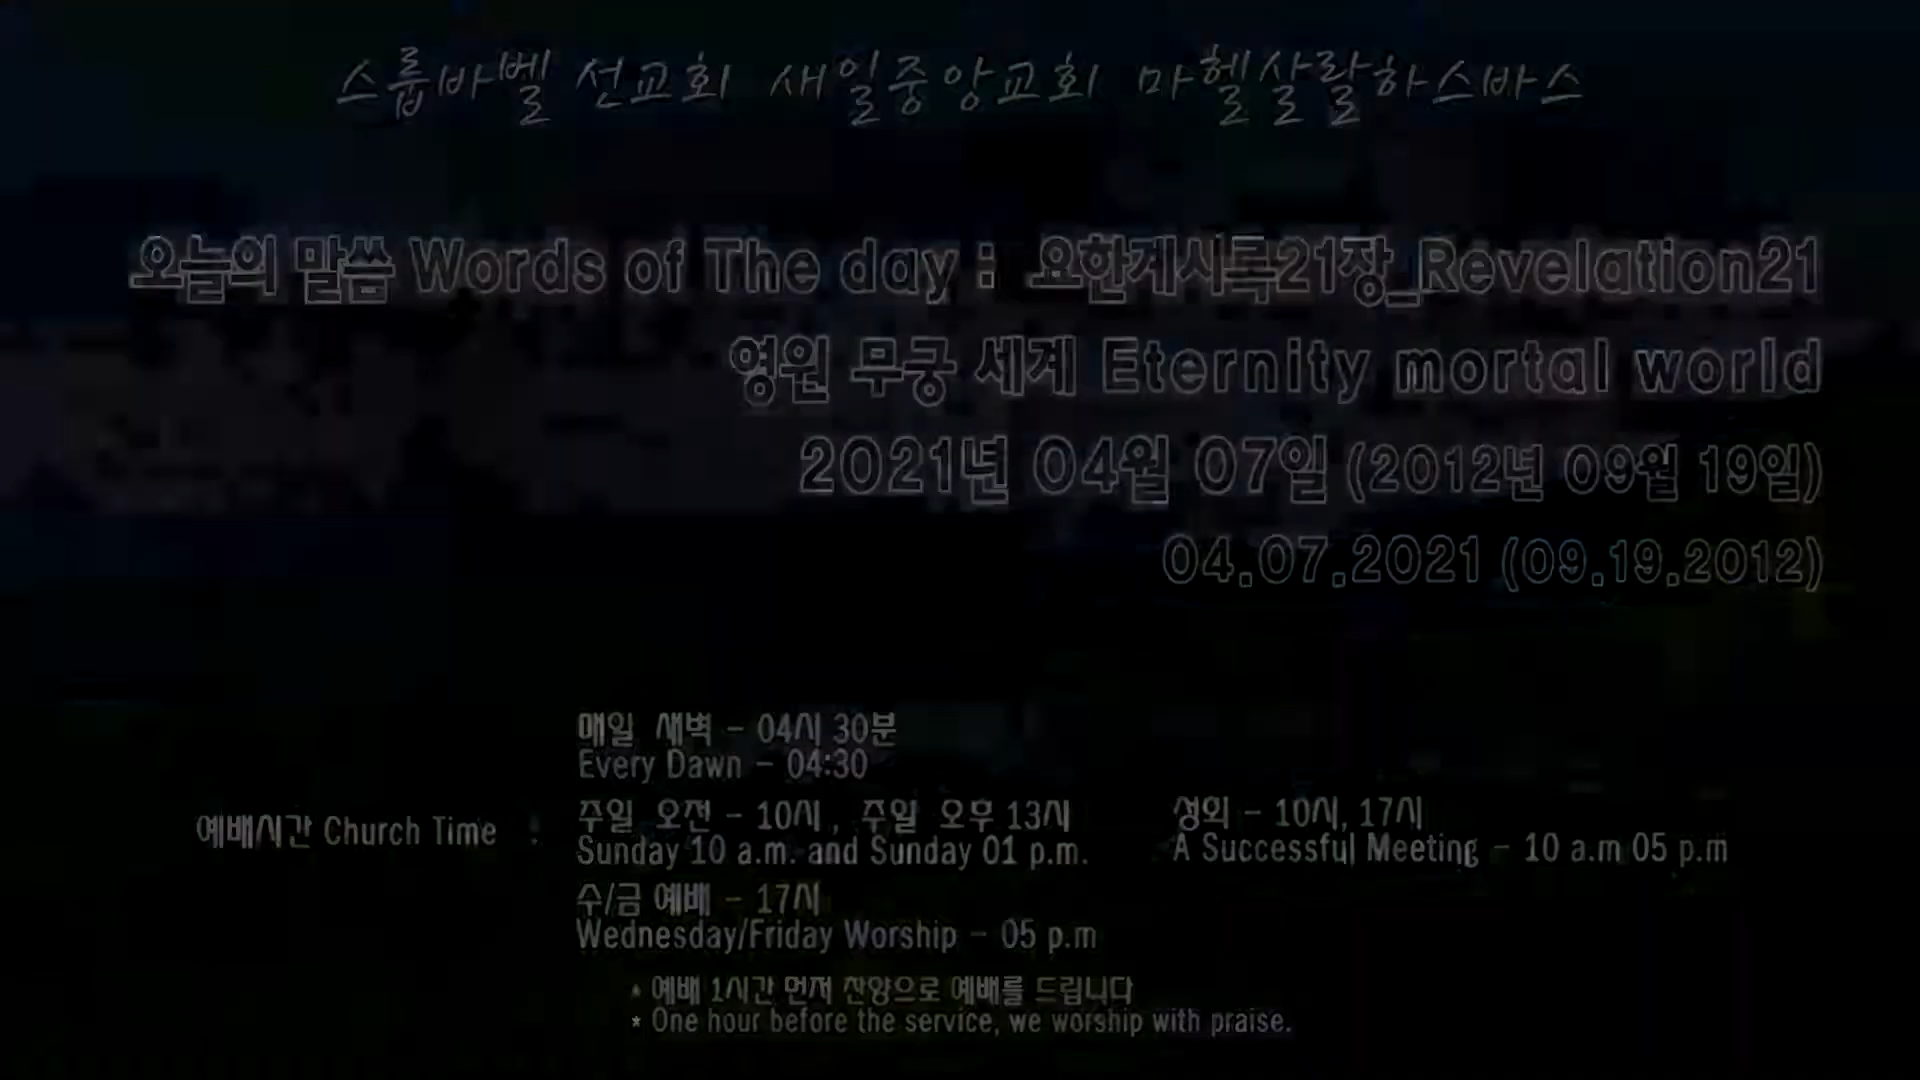 스룹바벨 선교회 새일중앙교회 마헬살랄하스바스
오늘의 말씀 Words of The day : 요한계시록21장_Revelation21
영원 무궁 세계 Eternity mortal world
2021년 04월 07일 (2012년 09월 19일)
04.07.2021 (09.19.2012)
매일 새벽 - 04시 30분
Every Dawn - 04:30
예배시간 Church Time :
주일 오전 - 10시, 주일 오후 13시
Sunday 10 a.m. and Sunday 01 p.m.
성회 - 10시, 17시
A Successful Meeting - 10 a.m 05 p.m
수/금 예배 - 17시
Wednesday/Friday Worship - 05 p.m
* 예배 1시간 먼저 찬양으로 예배를 드립니다
* One hour before the service, we worship with praise.